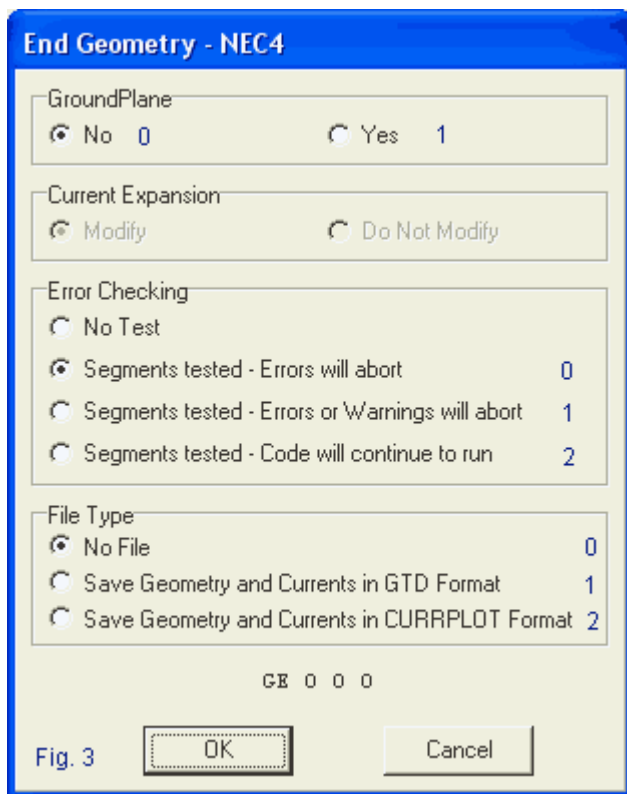 End Geometry - NEC4
GroundPlane
No 0 Yes 1
Current Expansion
Modify Do Not Modify
Error Checking
No Test
Segments tested - Errors will abort 0
Segments tested - Errors or Warnings will abort 1
Segments tested - Code will continue to run 2
File Type
No File 0
Save Geometry and Currents in GTD Format 1
Save Geometry and Currents in CURRPLOT Format 2
GE 0 0 0
Fig. 3 OK Cancel